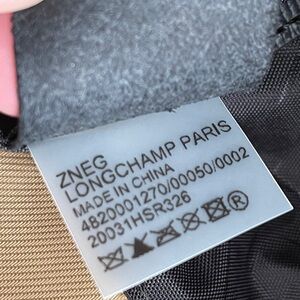 ZNEG
LONGCHAMP PARIS
MADE IN CHINA
4820001270/00050/0002
20031HSR326